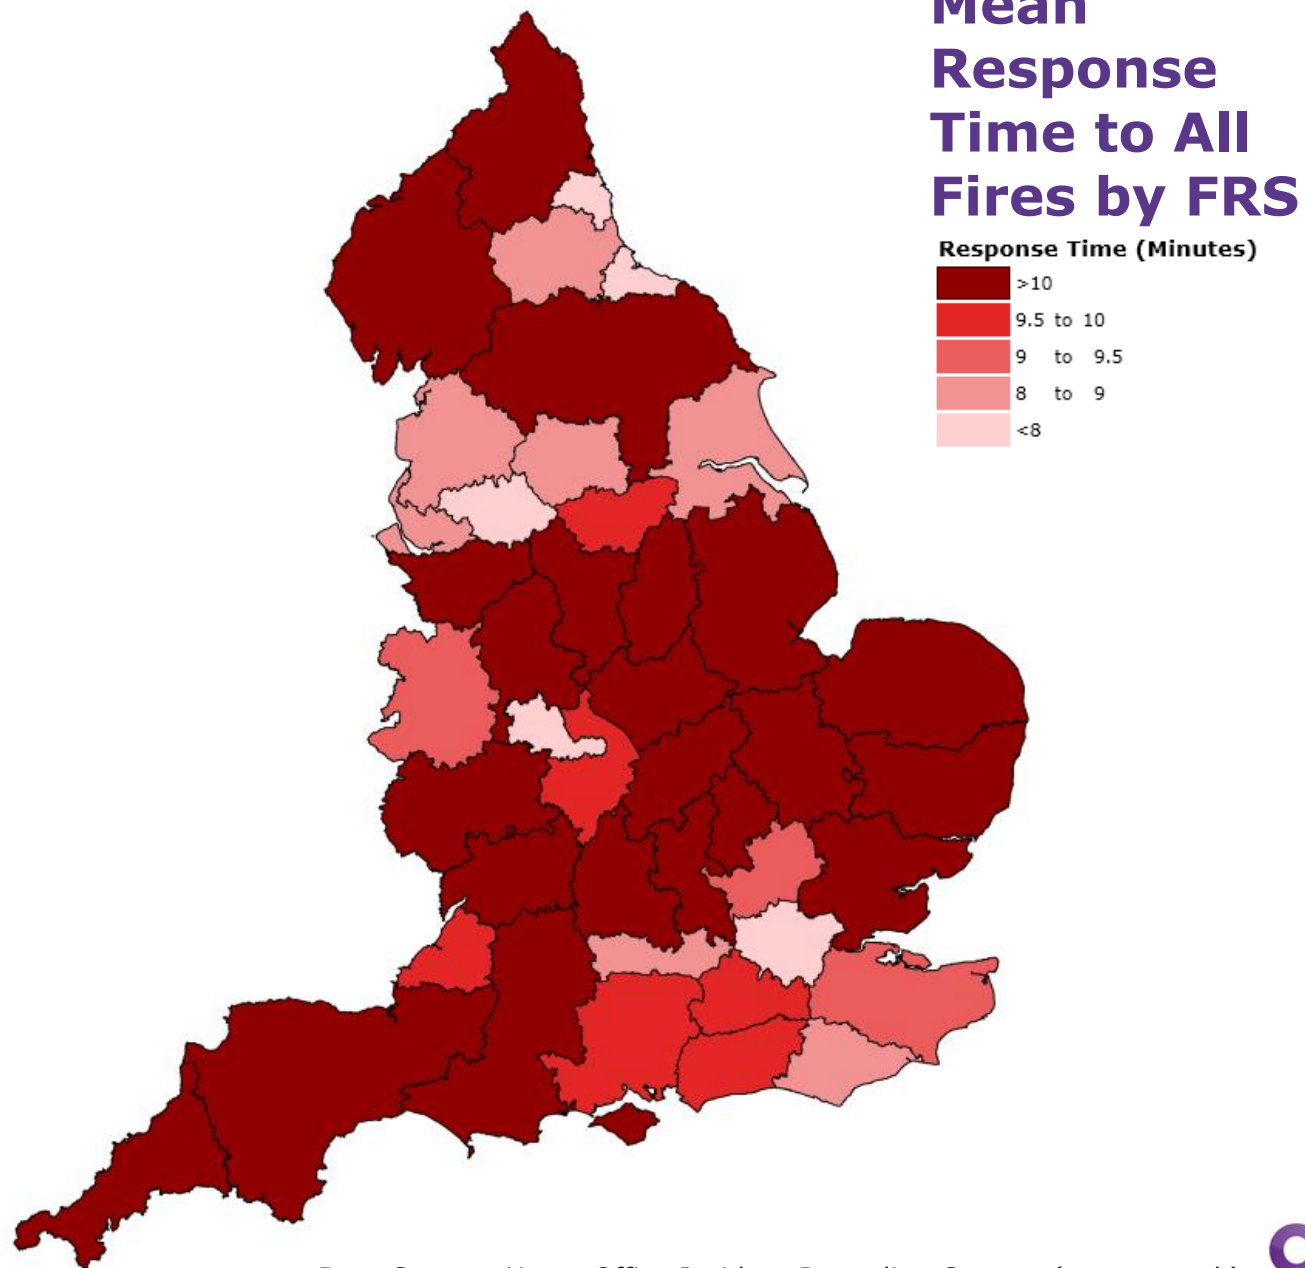 Mean
Response
Time to All
Fires by FRS
Response Time (Minutes)
>10
9.5 to 10
9 to 9.5
8 to 9
<8